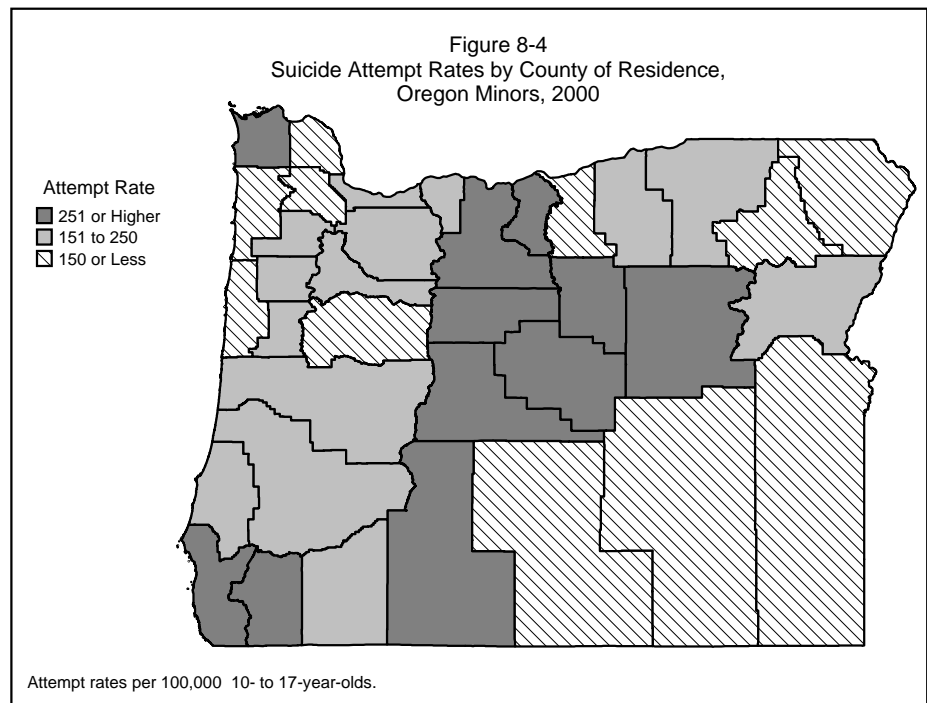 Figure 8-4
Suicide Attempt Rates by County of Residence,
Oregon Minors, 2000
Attempt Rate
251 or Higher
151 to 250
150 or Less
Attempt rates per 100,000 10- to 17-year-olds.